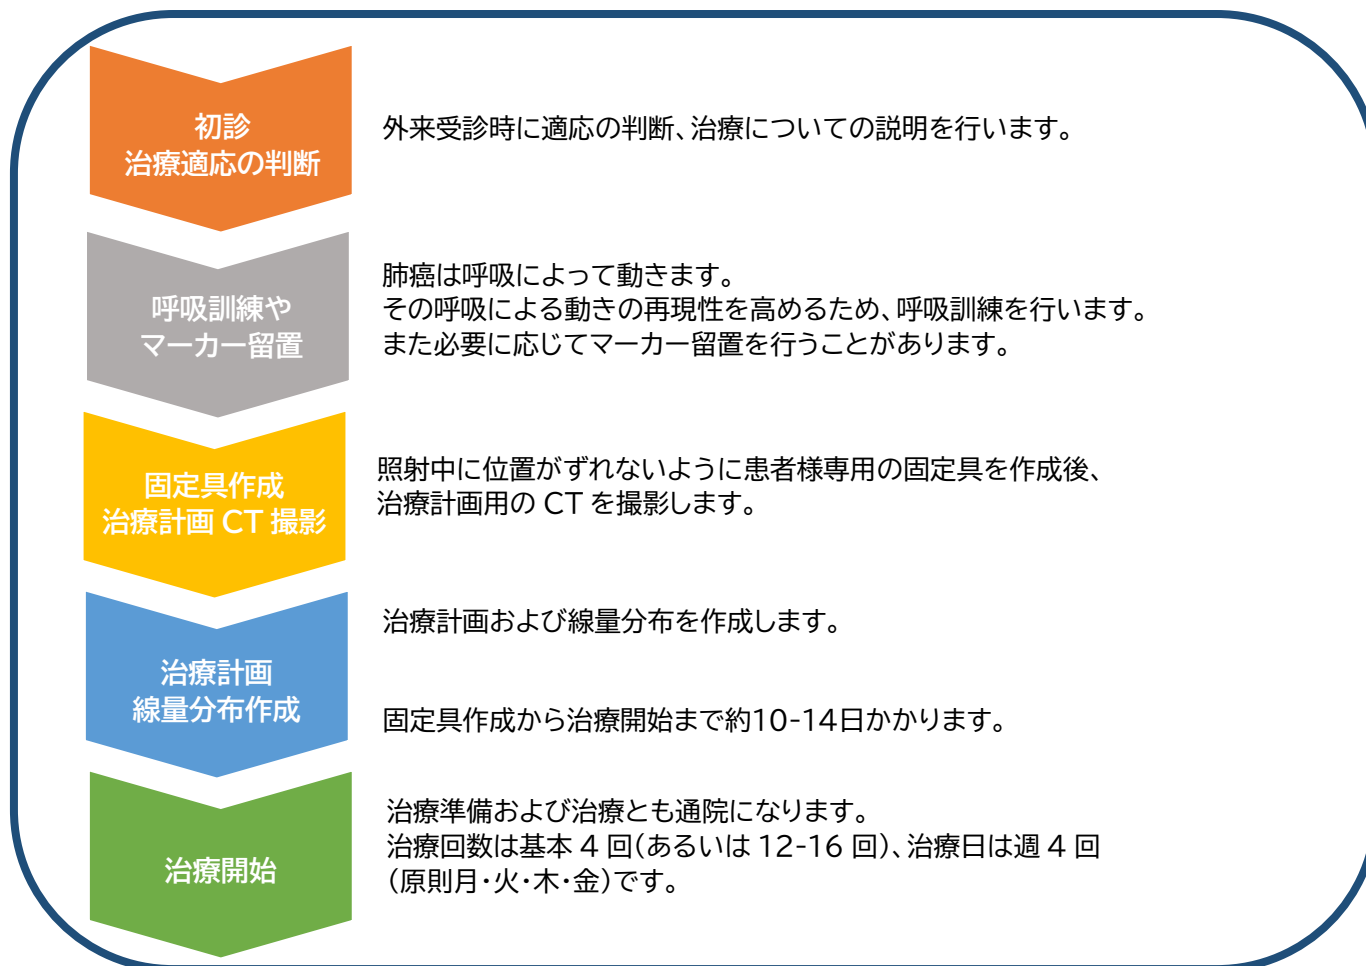 初診
治療適応の判断
外来受診時に適応の判断、治療についての説明を行います。
呼吸訓練や
マーカー留置
肺癌は呼吸によって動きます。
その呼吸による動きの再現性を高めるため、呼吸訓練を行います。
また必要に応じてマーカー留置を行うことがあります。
固定具作成
治療計画 CT 撮影
照射中に位置がずれないように患者様専用の固定具を作成後、
治療計画用の CT を撮影します。
治療計画
線量分布作成
治療計画および線量分布を作成します。
固定具作成から治療開始まで約10-14日かかります。
治療開始
治療準備および治療とも通院になります。
治療回数は基本 4 回(あるいは 12-16 回)、治療日は週 4 回
(原則月・火・木・金)です。